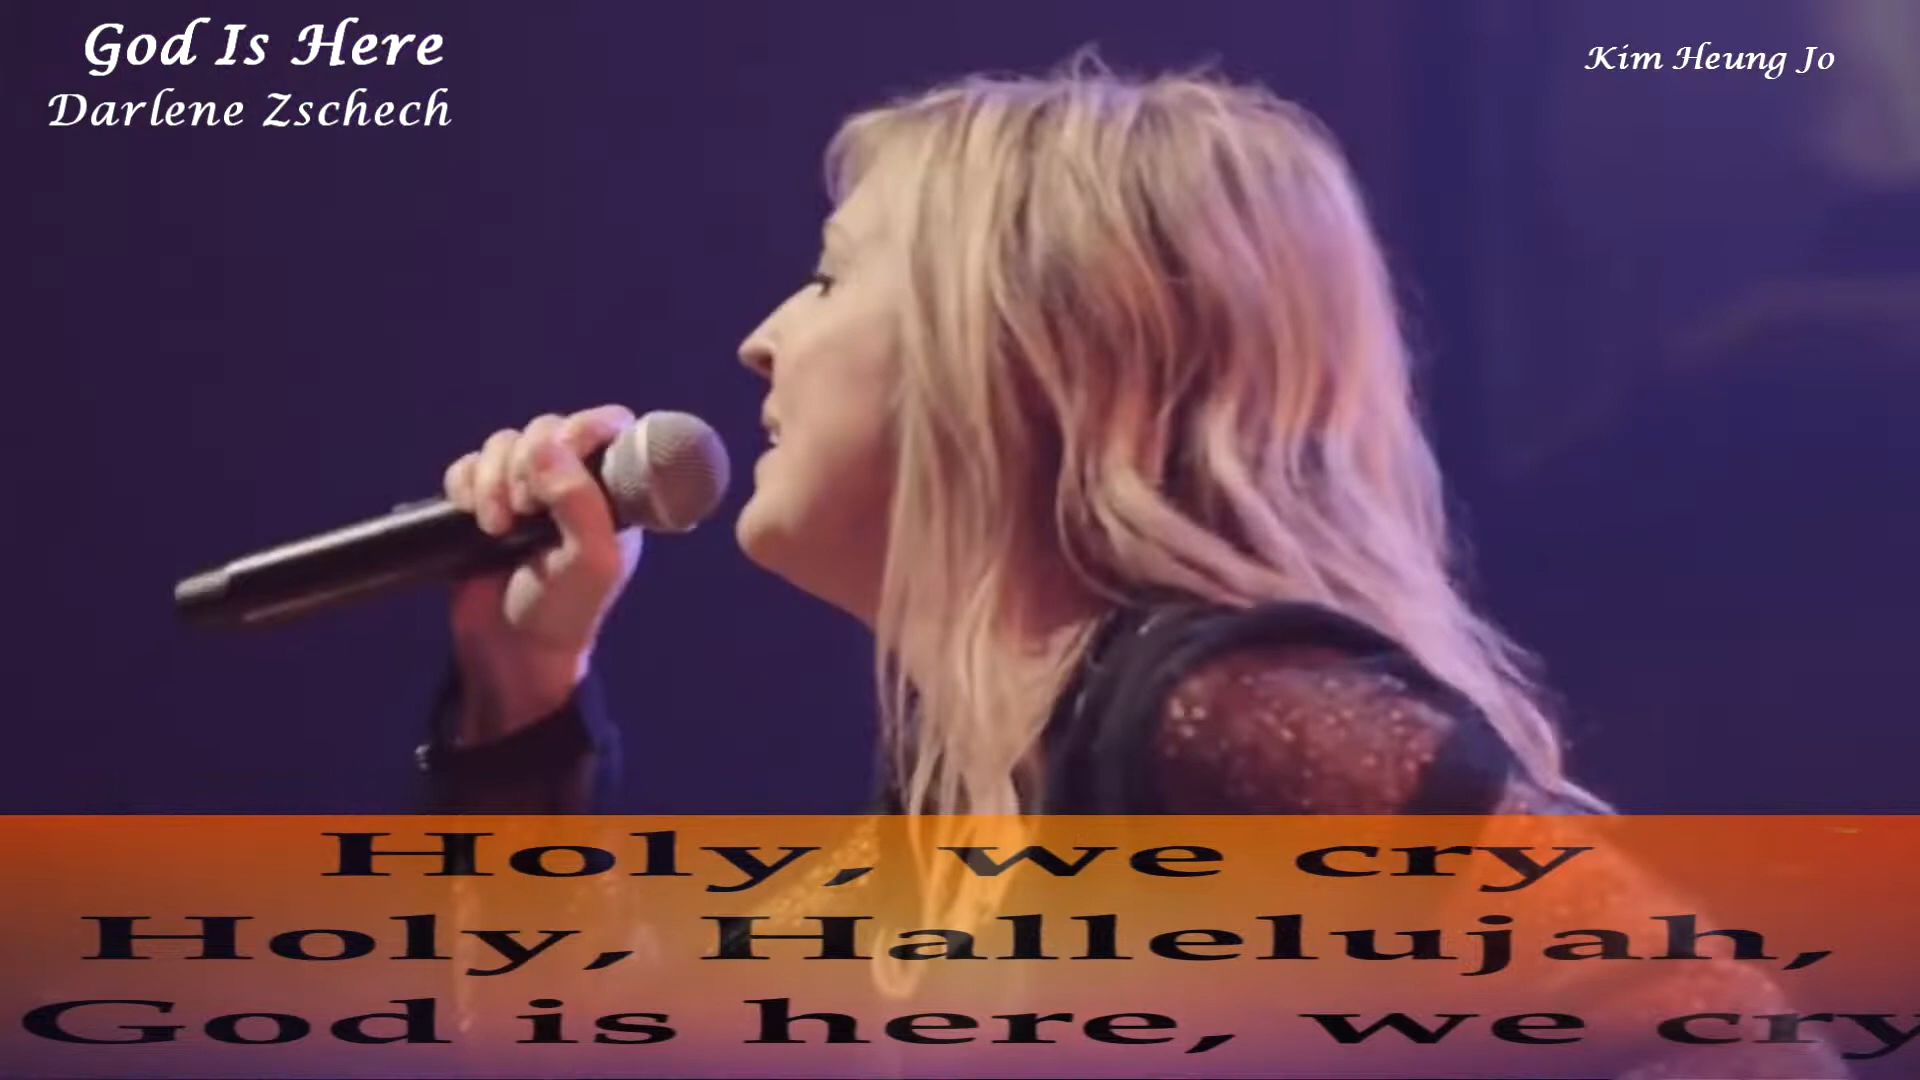 God Is Here
Darlene Zschech
Kim Heung Jo
Holy, we cry
Holy, Hallelujah,
God is here, we cry